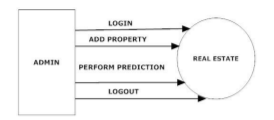 LOGIN
ADD PROPERTY
ADMIN
PERFORM PREDICTION
REAL ESTATE
LOGOUT